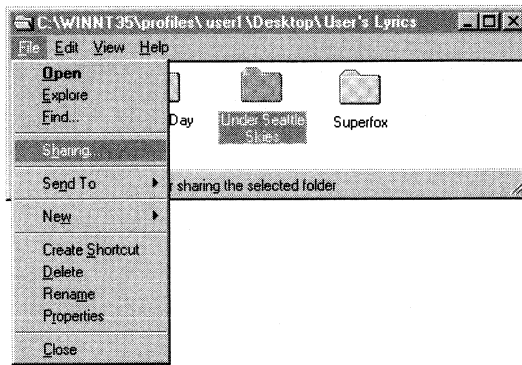 C:\WINNT35\profiles\user1\Desktop\User's Lyrics
File Edit View Help
Open
Explore
Find...
Sharing...
Send To
New
Create Shortcut
Delete
Rename
Properties
Close
Day
Under Seattle
Skies
Superfox
r sharing the selected folder